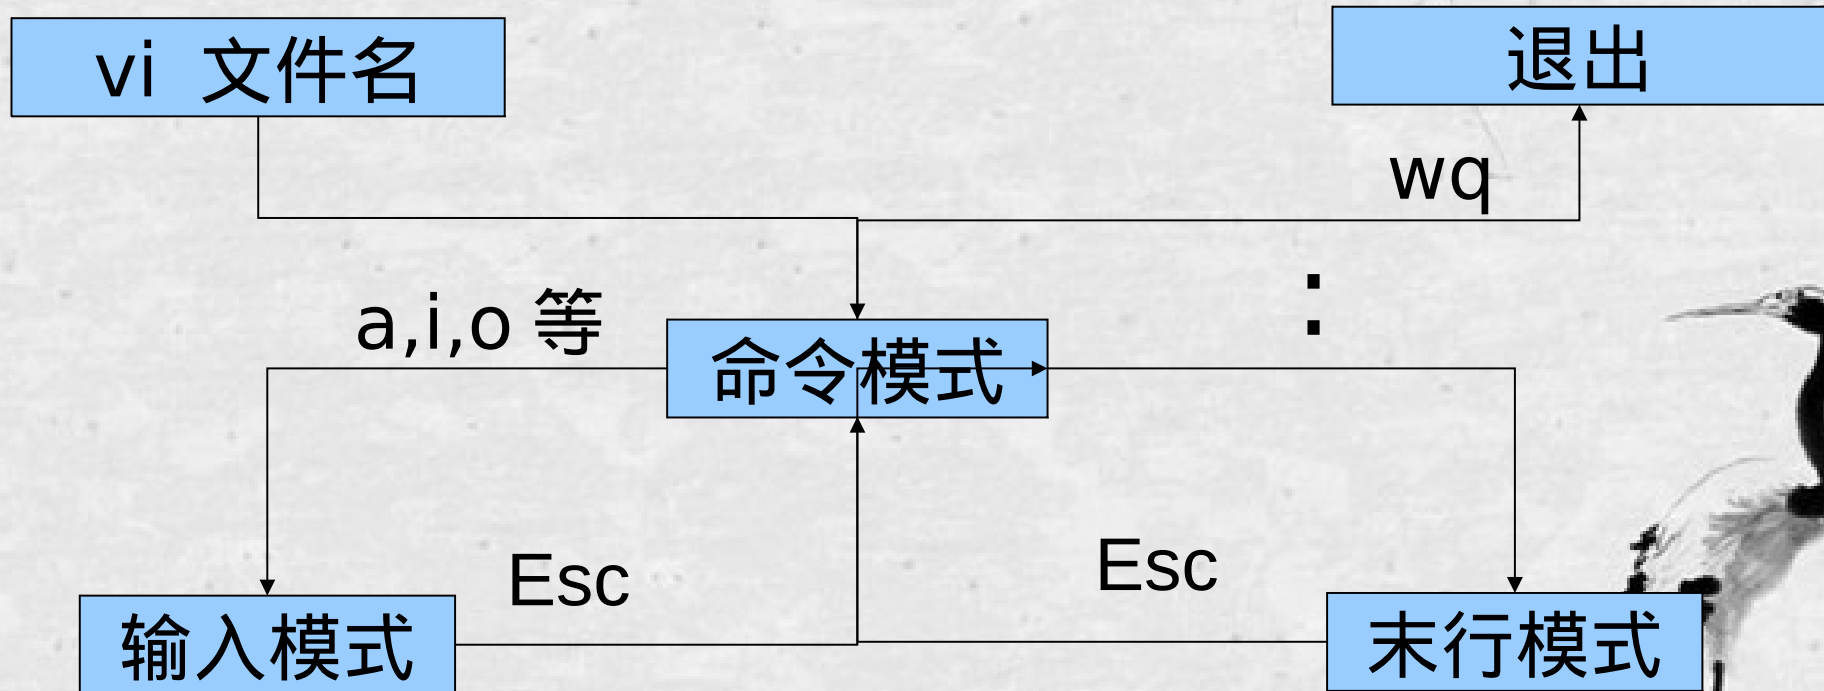 vi 文件名
退出
wq
:
a,i,o 等
命令模式
Esc
Esc
输入模式
末行模式